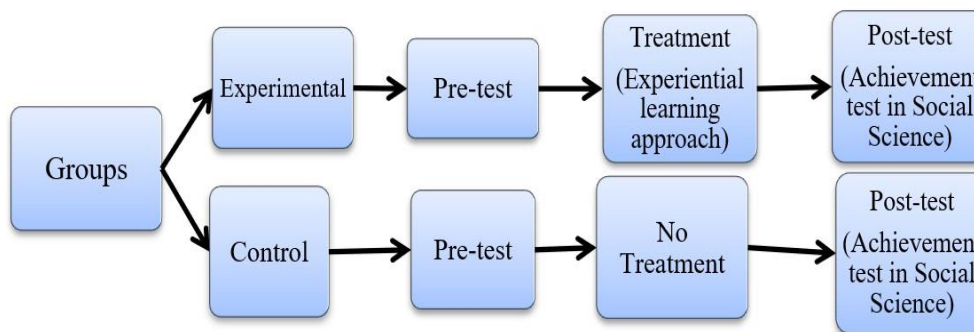 Groups
Experimental
Pre-test
Treatment
(Experiential
learning
approach)
Post-test
(Achievement
test in Social
Science)
Control
Pre-test
No
Treatment
Post-test
(Achievement
test in Social
Science)